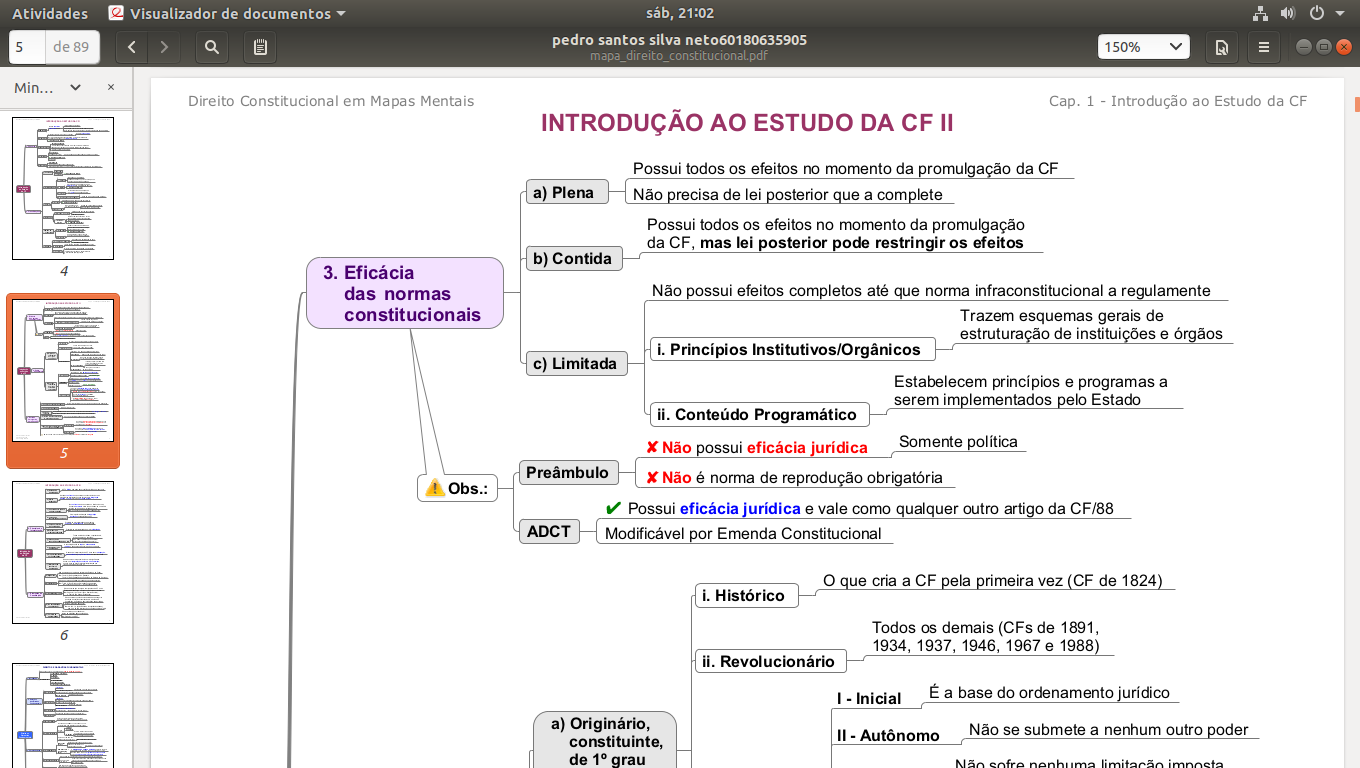 Atividades
Visualizador de documentos
sáb, 21:02
5
de 89
pedro santos silva neto60180635905
mapa_direito_constitucional.pdf
150%
Min...
4
5
6
Direito Constitucional em Mapas Mentais
Cap. 1 - Introdução ao Estudo da CF
INTRODUÇÃO AO ESTUDO DA CF II
3. Eficácia
das normas
constitucionais
a) Plena
Possui todos os efeitos no momento da promulgação da CF
Não precisa de lei posterior que a complete
b) Contida
Possui todos os efeitos no momento da promulgação
da CF, mas lei posterior pode restringir os efeitos
c) Limitada
Não possui efeitos completos até que norma infraconstitucional a regulamente
i. Princípios Institutivos/Orgânicos
Trazem esquemas gerais de
estruturação de instituições e órgãos
ii. Conteúdo Programático
Estabelecem princípios e programas a
serem implementados pelo Estado
Obs.:
Preâmbulo
✘ Não possui eficácia jurídica
Somente política
✘ Não é norma de reprodução obrigatória
ADCT
✔ Possui eficácia jurídica e vale como qualquer outro artigo da CF/88
Modificável por Emenda Constitucional
a) Originário,
constituinte,
de 1º grau
i. Histórico
O que cria a CF pela primeira vez (CF de 1824)
ii. Revolucionário
Todos os demais (CFs de 1891,
1934, 1937, 1946, 1967 e 1988)
I - Inicial
É a base do ordenamento jurídico
II - Autônomo
Não se submete a nenhum outro poder
Não sofre nenhuma limitação imposta